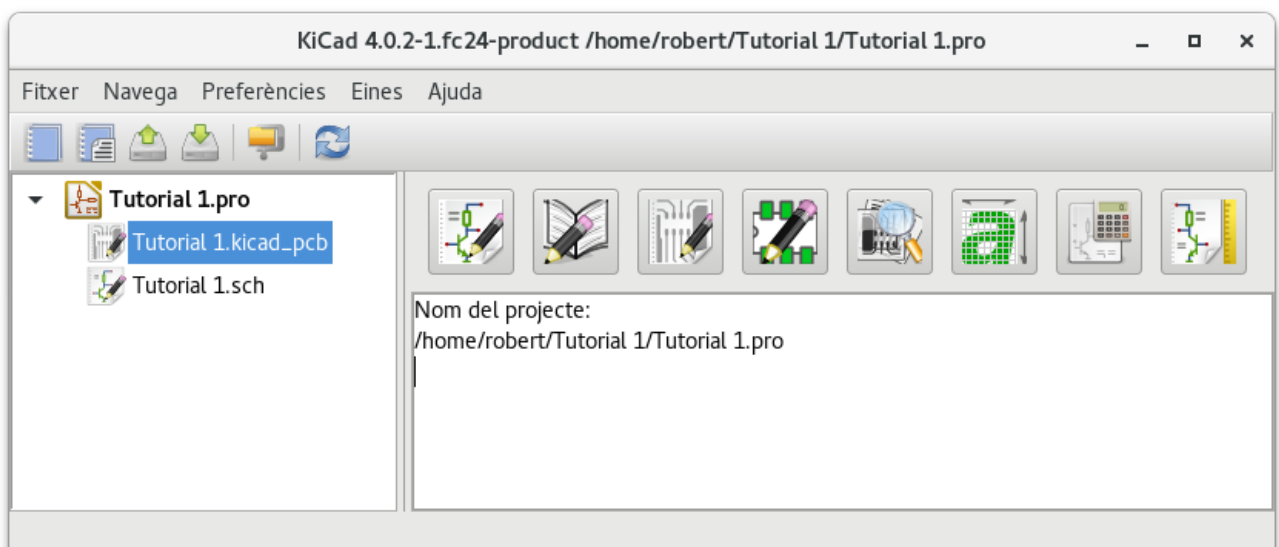 KiCad 4.0.2-1.fc24-product /home/robert/Tutorial 1/Tutorial 1.pro
Fitxer Navega Preferències Eines Ajuda
Tutorial 1.pro
Tutorial 1.kicad_pcb
Tutorial 1.sch
Nom del projecte:
/home/robert/Tutorial 1/Tutorial 1.pro